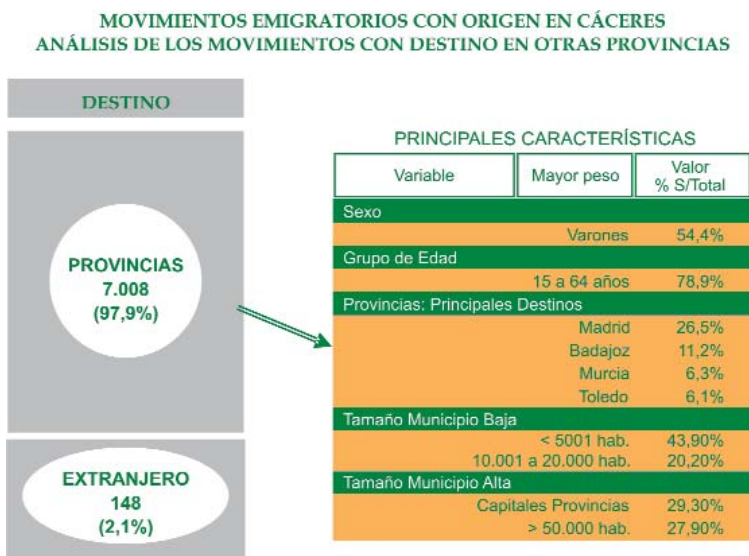 MOVIMIENTOS EMIGRATORIOS CON ORIGEN EN CÁCERES
ANÁLISIS DE LOS MOVIMIENTOS CON DESTINO EN OTRAS PROVINCIAS
DESTINO
PROVINCIAS
7.008
(97,9%)
EXTRANJERO
148
(2,1%)
PRINCIPALES CARACTERÍSTICAS
Variable Mayor peso Valor
% S/Total
Sexo
Varones 54,4%
Grupo de Edad
15 a 64 años 78,9%
Provincias: Principales Destinos
Madrid 26,5%
Badajoz 11,2%
Murcia 6,3%
Toledo 6,1%
Tamaño Municipio Baja
< 5001 hab. 43,90%
10.001 a 20.000 hab. 20,20%
Tamaño Municipio Alta
Capitales Provincias 29,30%
> 50.000 hab. 27,90%